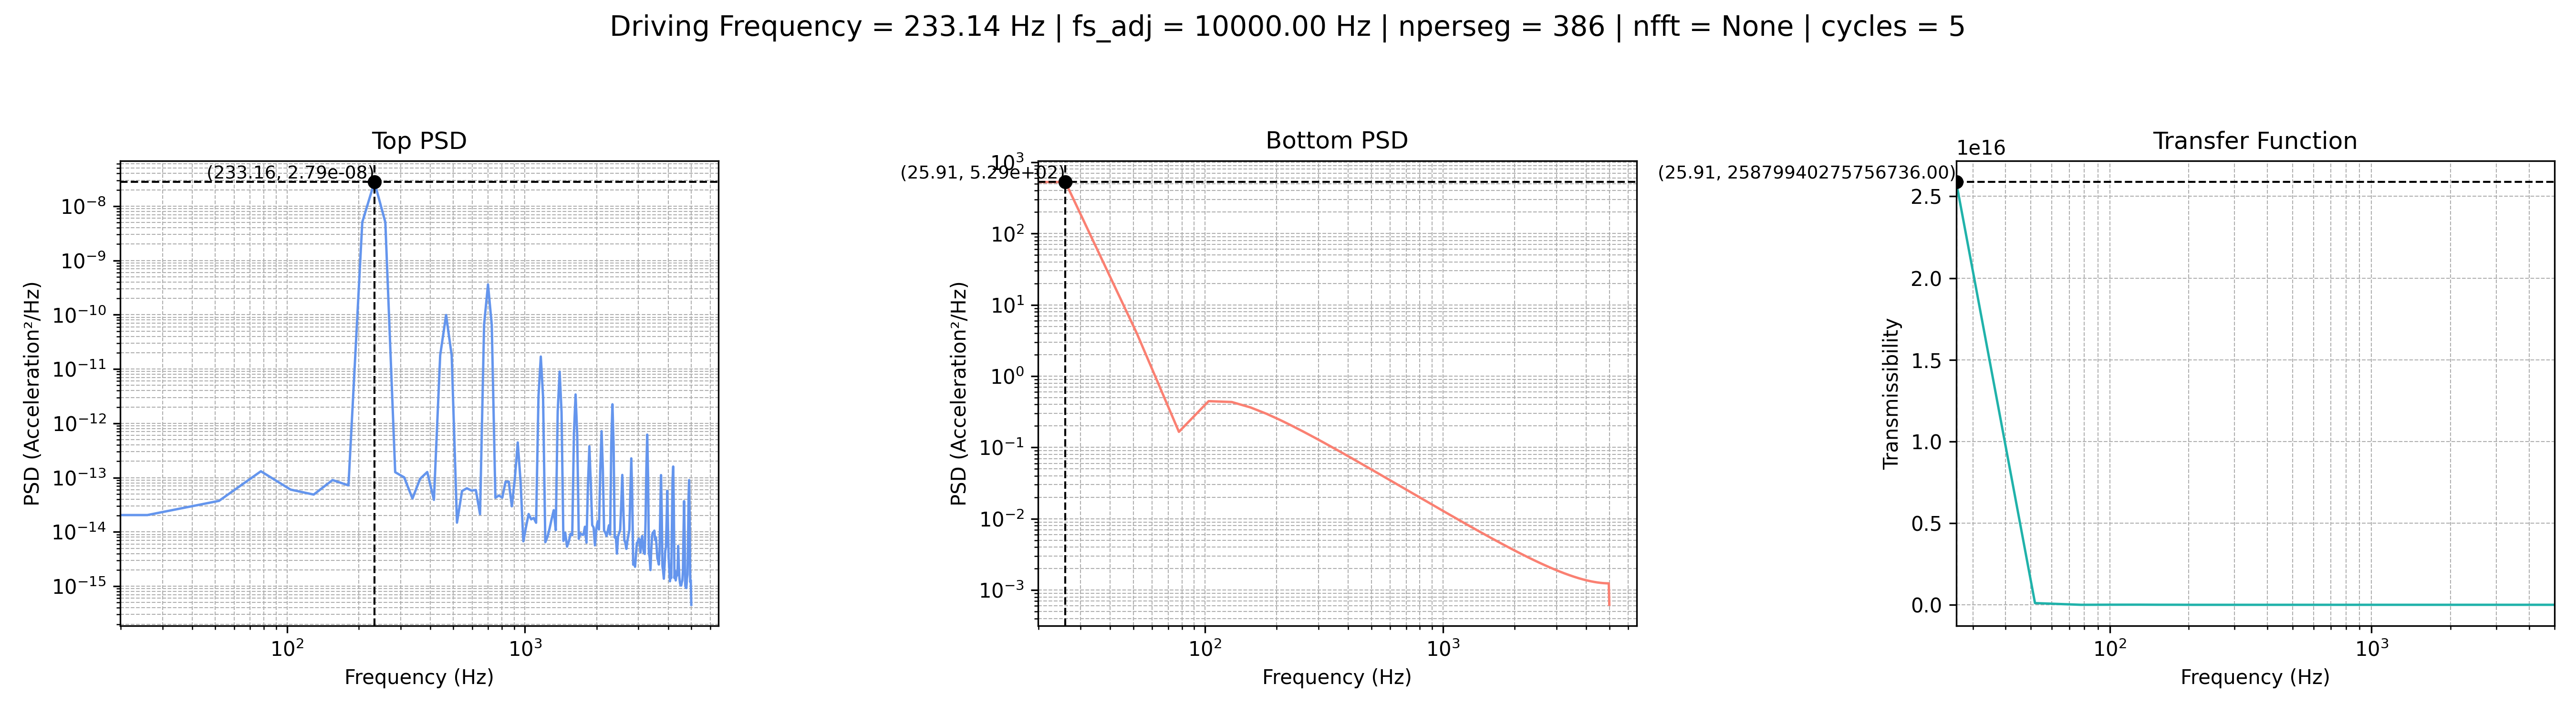 Driving Frequency = 233.14 Hz | fs_adj = 10000.00 Hz | nperseg = 386 | nfft = None | cycles = 5
Top PSD
(233.16, 2.79e-08)
PSD (Acceleration²/Hz)
10⁻⁸
10⁻⁹
10⁻¹⁰
10⁻¹¹
10⁻¹²
10⁻¹³
10⁻¹⁴
10⁻¹⁵
10²
10³
Frequency (Hz)
Bottom PSD
(25.91, 5.29e+02)
PSD (Acceleration²/Hz)
10³
10²
10¹
10⁰
10⁻¹
10⁻²
10⁻³
10²
10³
Frequency (Hz)
Transfer Function
1e16
(25.91, 25879940275756736.00)
Transmissibility
2.5
2.0
1.5
1.0
0.5
0.0
10²
10³
Frequency (Hz)